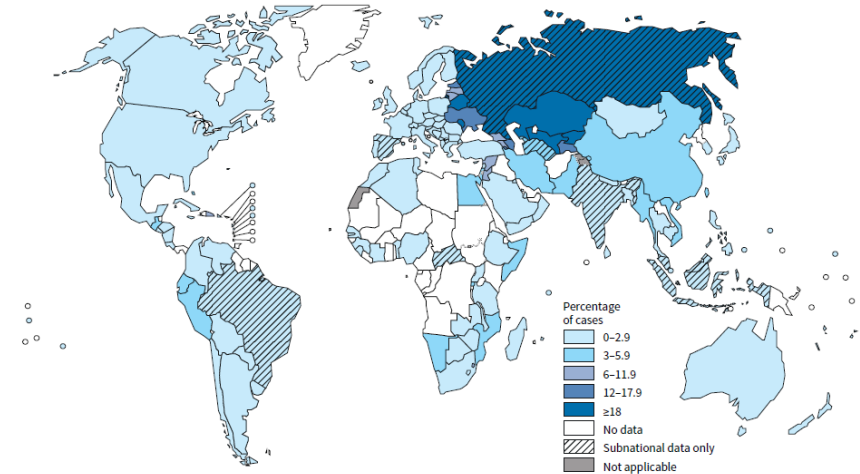 Percentage
of cases
0–2.9
3–5.9
6–11.9
12–17.9
≥18
No data
Subnational data only
Not applicable